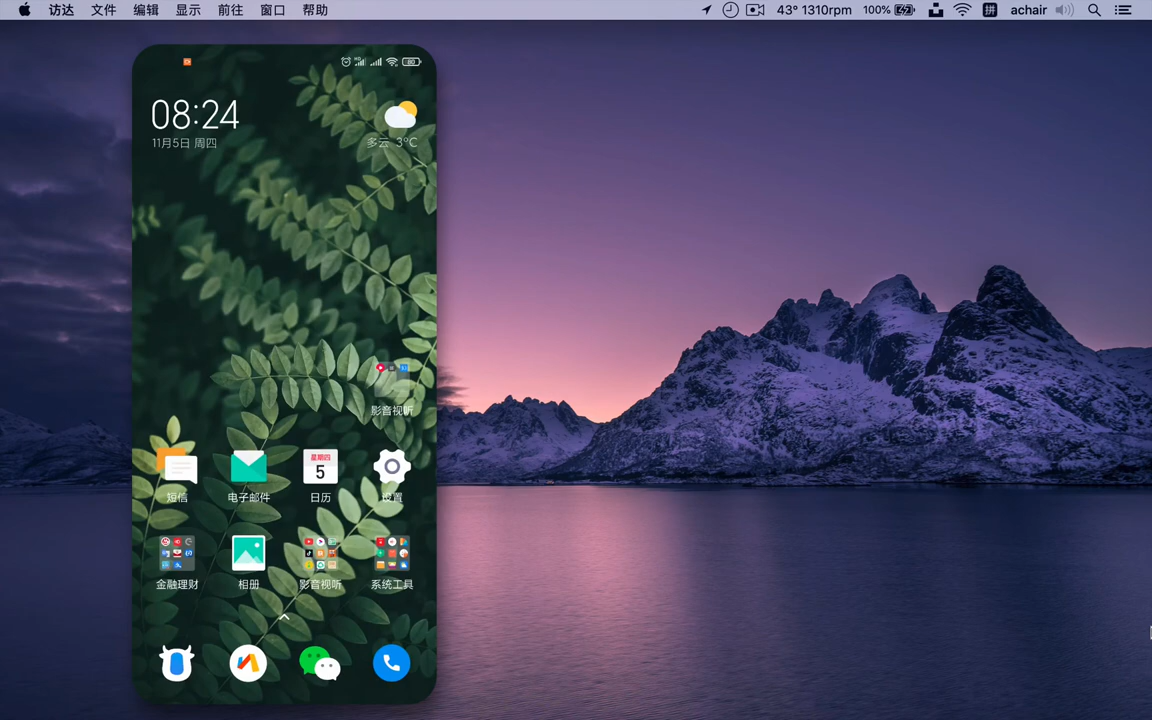 访达 文件 编辑 显示 前往 窗口 帮助 43° 1310rpm 100% 拼 achair
80
08:24
11月5日 周四
多云 3°C
影音视听
星期四
5
短信 电子邮件 日历 设置
金融理财 相册 影音视听 系统工具